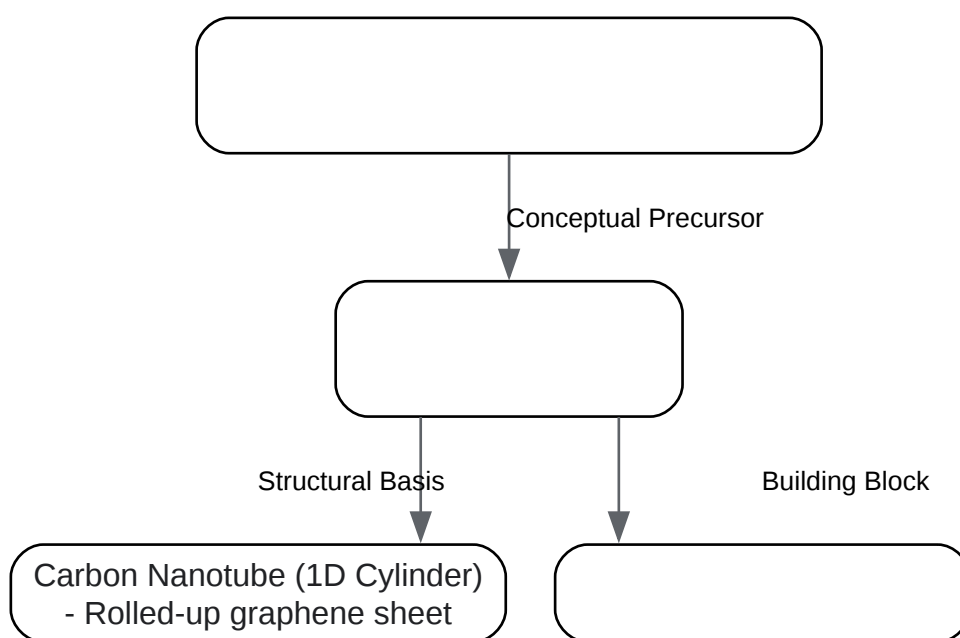 Conceptual Precursor
Structural Basis
Building Block
Carbon Nanotube (1D Cylinder)
- Rolled-up graphene sheet